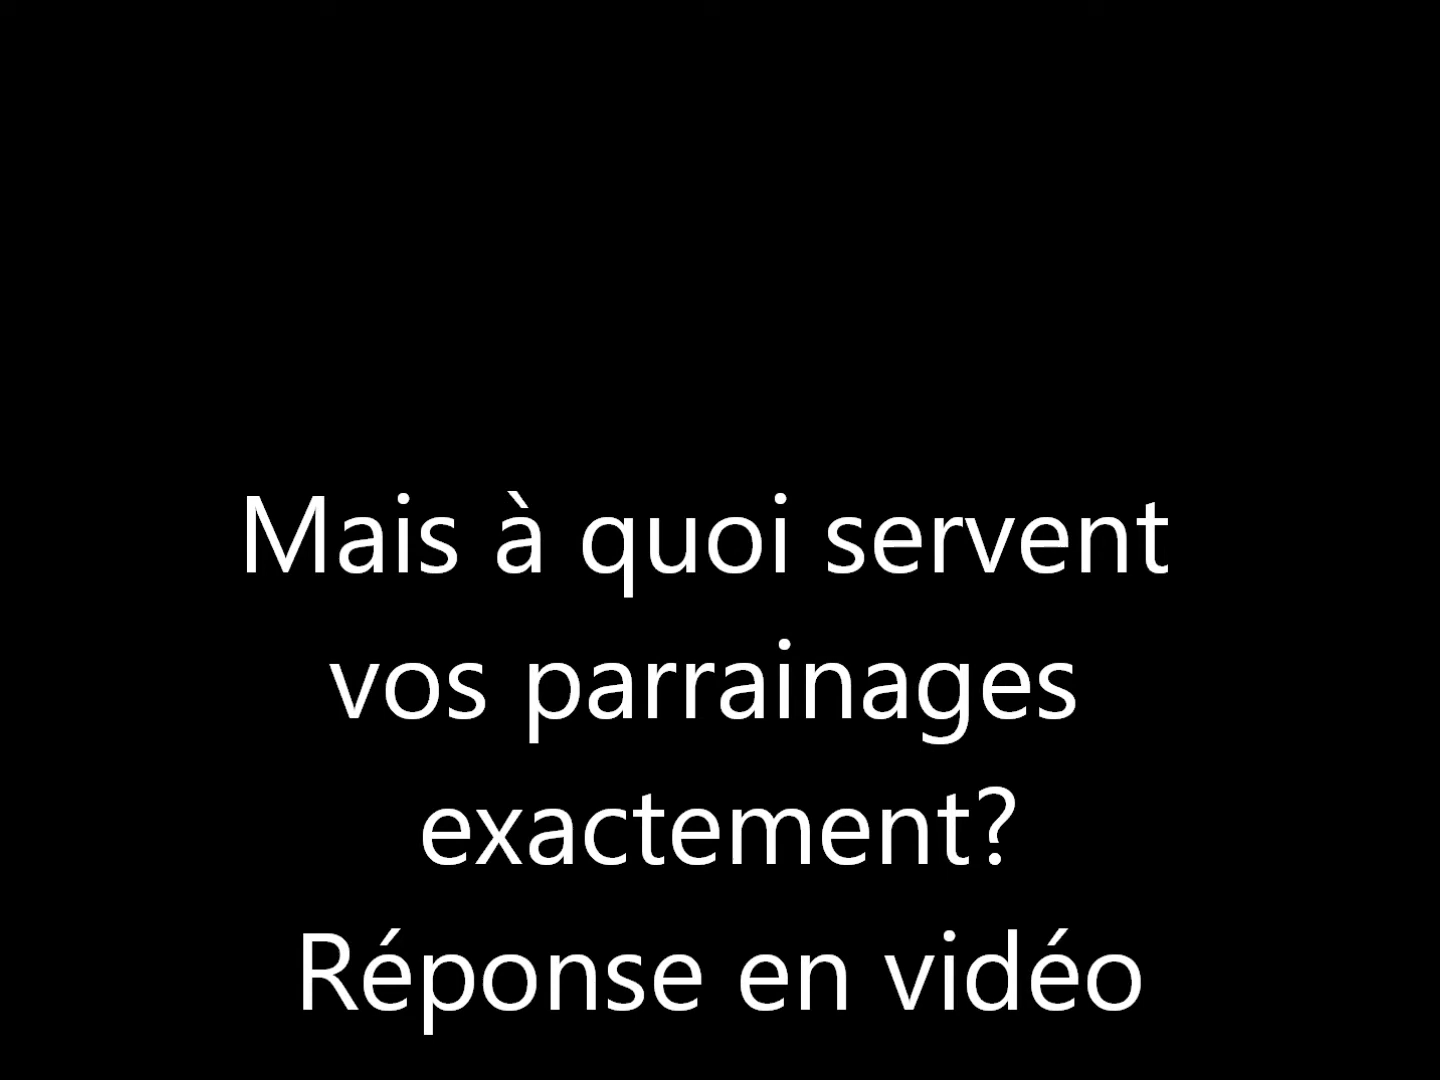 Mais à quoi servent
vos parrainages
exactement?
Réponse en vidéo